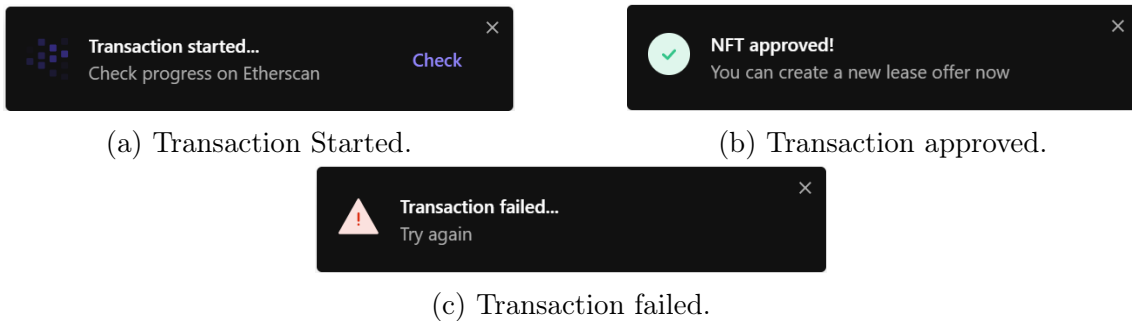 Transaction started...
Check progress on Etherscan
Check
NFT approved!
You can create a new lease offer now
(a) Transaction Started.
(b) Transaction approved.
Transaction failed...
Try again
(c) Transaction failed.